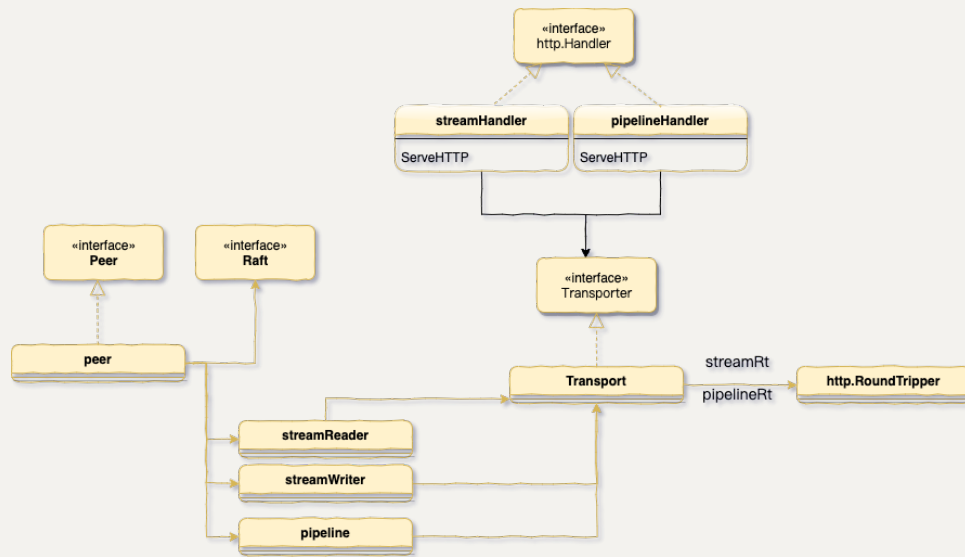 «interface»
http.Handler
streamHandler
ServeHTTP
pipelineHandler
ServeHTTP
«interface»
Peer
«interface»
Raft
«interface»
Transporter
peer
Transport
streamRt
pipelineRt
http.RoundTripper
streamReader
streamWriter
pipeline